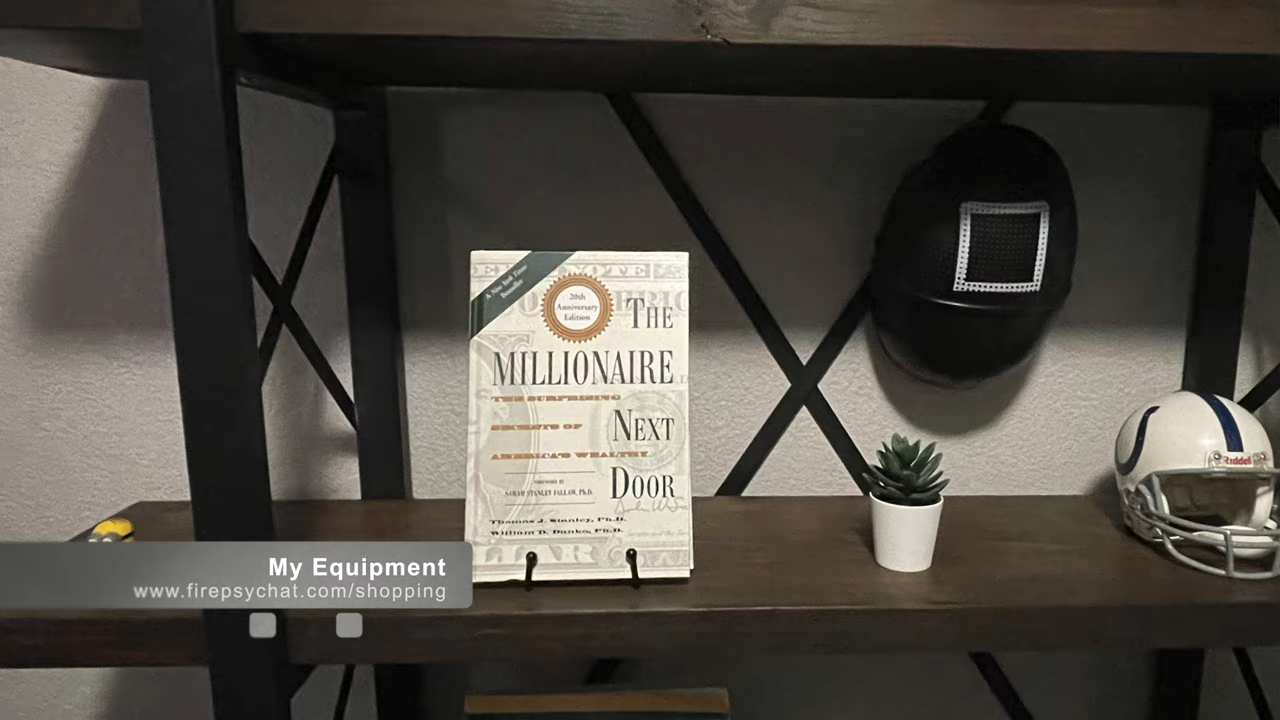 A New York Times
Bestseller
20th
Anniversary
Edition
THE
MILLIONAIRE
THE SURPRISING
NEXT
SECRETS OF
AMERICA'S WEALTHY
DOOR
FOREWORD BY
SARAH STANLEY FALLAW, Ph.D.
Thomas J. Stanley, Ph.D.
William D. Danko, Ph.D.
Riddell
My Equipment
www.firepsychat.com/shopping